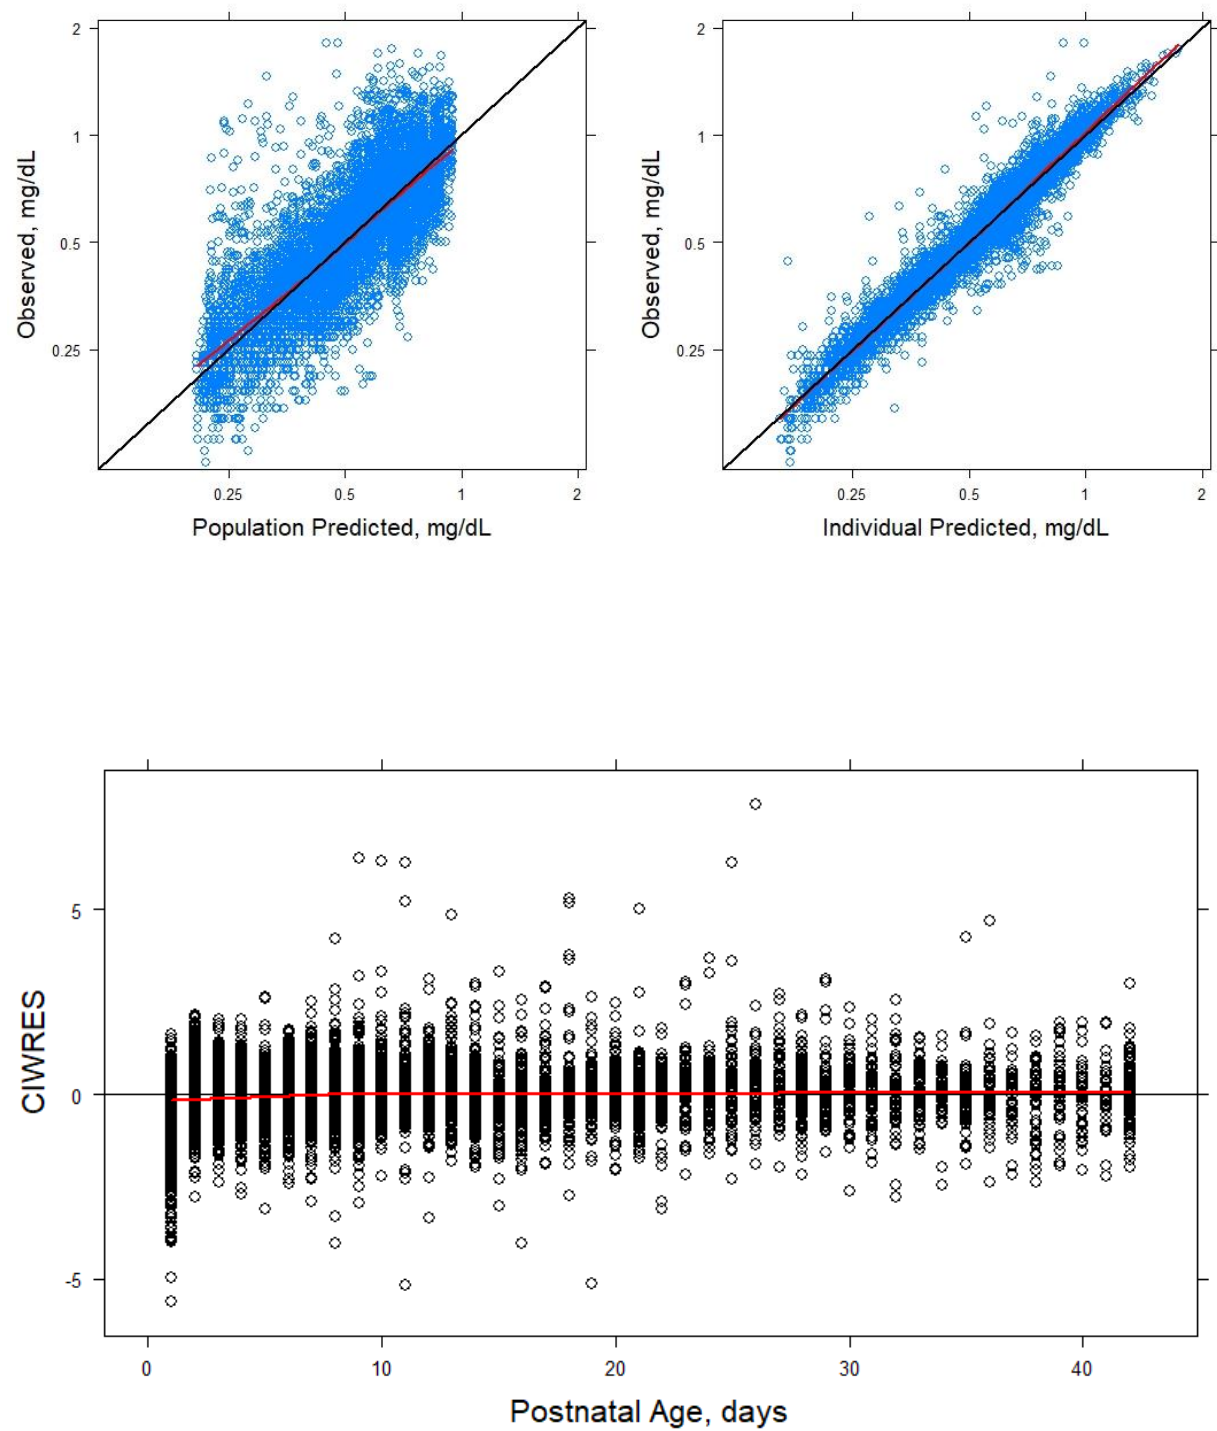 2
1
0.5
0.25
Observed, mg/dL
0.25 0.5 1 2
Population Predicted, mg/dL
2
1
0.5
0.25
Observed, mg/dL
0.25 0.5 1 2
Individual Predicted, mg/dL
5
0
-5
CIWRES
0 10 20 30 40
Postnatal Age, days